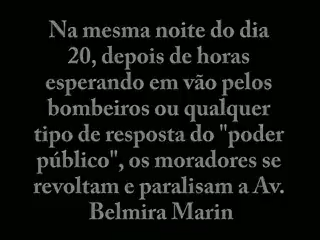 Na mesma noite do dia
20, depois de horas
esperando em vão pelos
bombeiros ou qualquer
tipo de resposta do "poder
público", os moradores se
revoltam e paralisam a Av.
Belmira Marin